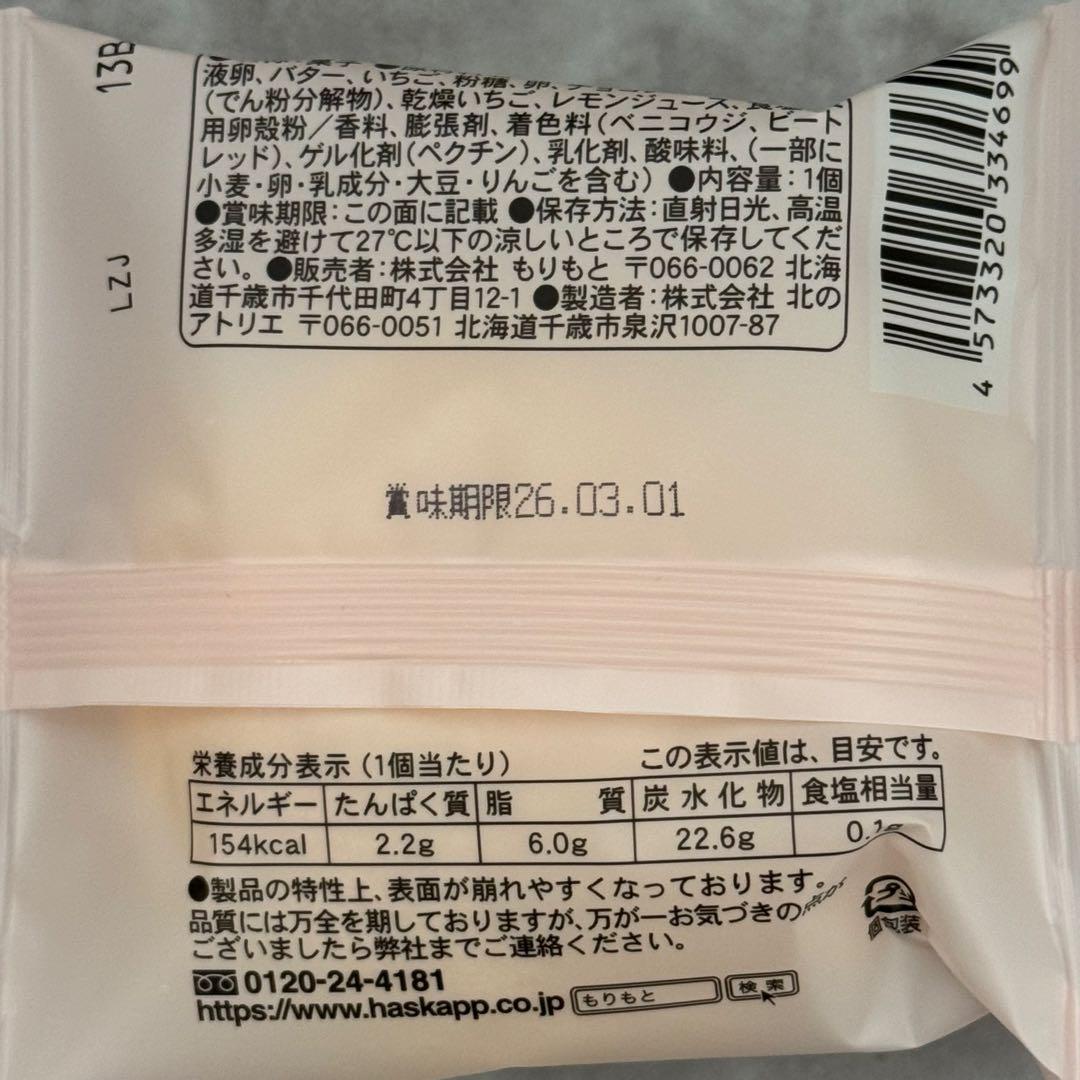 液卵、バター、いちご、粉糖、卵、
(でん粉分解物)、乾燥いちご、レモンジュース、
用卵殻粉/香料、膨張剤、着色料(ベニコウジ、ビート
レッド)、ゲル化剤(ペクチン)、乳化剤、酸味料、(一部に
小麦・卵・乳成分・大豆・りんごを含む) ●内容量:1個
●賞味期限:この面に記載 ●保存方法:直射日光、高温
多湿を避けて27℃以下の涼しいところで保存してくだ
さい。●販売者:株式会社 もりもと 〒066-0062 北海
道千歳市千代田町4丁目12-1 ●製造者:株式会社 北の
アトリエ 〒066-0051 北海道千歳市泉沢1007-87
13B
LZJ
4 573320 334699
賞味期限26.03.01
栄養成分表示(1個当たり) この表示値は、目安です。
エネルギー たんぱく質 脂 質 炭水化物 食塩相当量
154kcal 2.2g 6.0g 22.6g
●製品の特性上、表面が崩れやすくなっております。
品質には万全を期しておりますが、万が一お気づきの
ございましたら弊社までご連絡ください。
0120-24-4181
https://www.haskapp.co.jp もりもと 検索
個包装